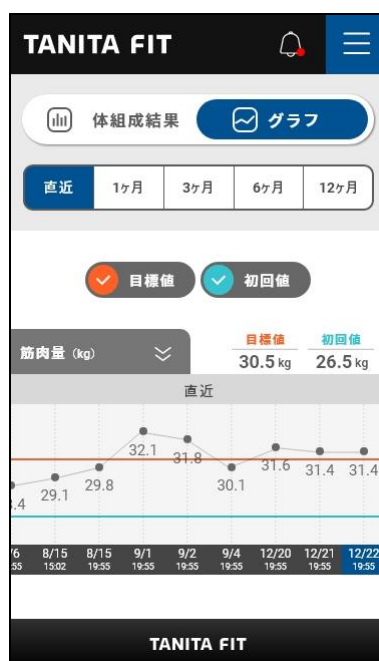 TANITA FIT
体組成結果 グラフ
直近 1ヶ月 3ヶ月 6ヶ月 12ヶ月
目標値 初回値
筋肉量 (kg) 目標値 初回値
30.5 kg 26.5 kg
直近
.4 29.1 29.8 32.1 31.8 30.1 31.6 31.4 31.4
/6 8/15 8/15 9/1 9/2 9/4 12/20 12/21 12/22
:55 15:02 19:55 19:55 19:55 19:55 19:55 19:55 19:55
TANITA FIT